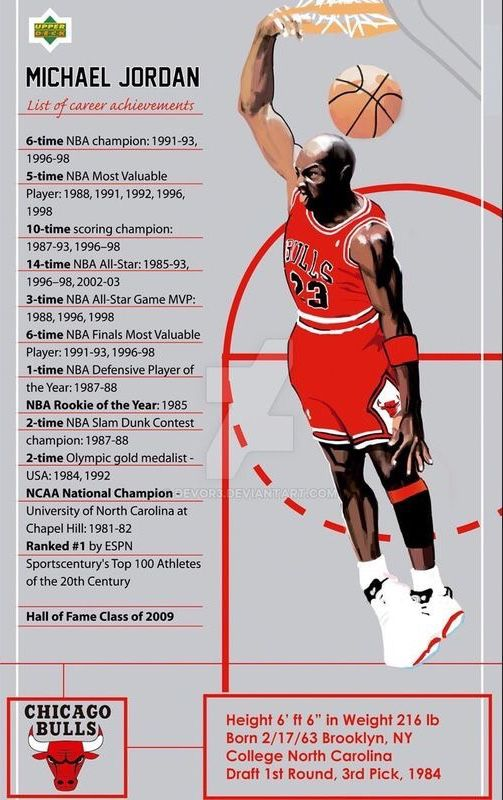 UPPER
DECK
MICHAEL JORDAN
List of career achievements
6-time NBA champion: 1991-93,
1996-98
5-time NBA Most Valuable
Player: 1988, 1991, 1992, 1996,
1998
10-time scoring champion:
1987-93, 1996–98
14-time NBA All-Star: 1985-93,
1996–98, 2002-03
3-time NBA All-Star Game MVP:
1988, 1996, 1998
6-time NBA Finals Most Valuable
Player: 1991-93, 1996-98
1-time NBA Defensive Player of
the Year: 1987-88
NBA Rookie of the Year: 1985
2-time NBA Slam Dunk Contest
champion: 1987-88
2-time Olympic gold medalist -
USA: 1984, 1992
NCAA National Champion -
University of North Carolina at
Chapel Hill: 1981-82
Ranked #1 by ESPN
Sportscentury's Top 100 Athletes
of the 20th Century
Hall of Fame Class of 2009
BULLS
23
CHICAGO
BULLS
Height 6' ft 6” in Weight 216 lb
Born 2/17/63 Brooklyn, NY
College North Carolina
Draft 1st Round, 3rd Pick, 1984